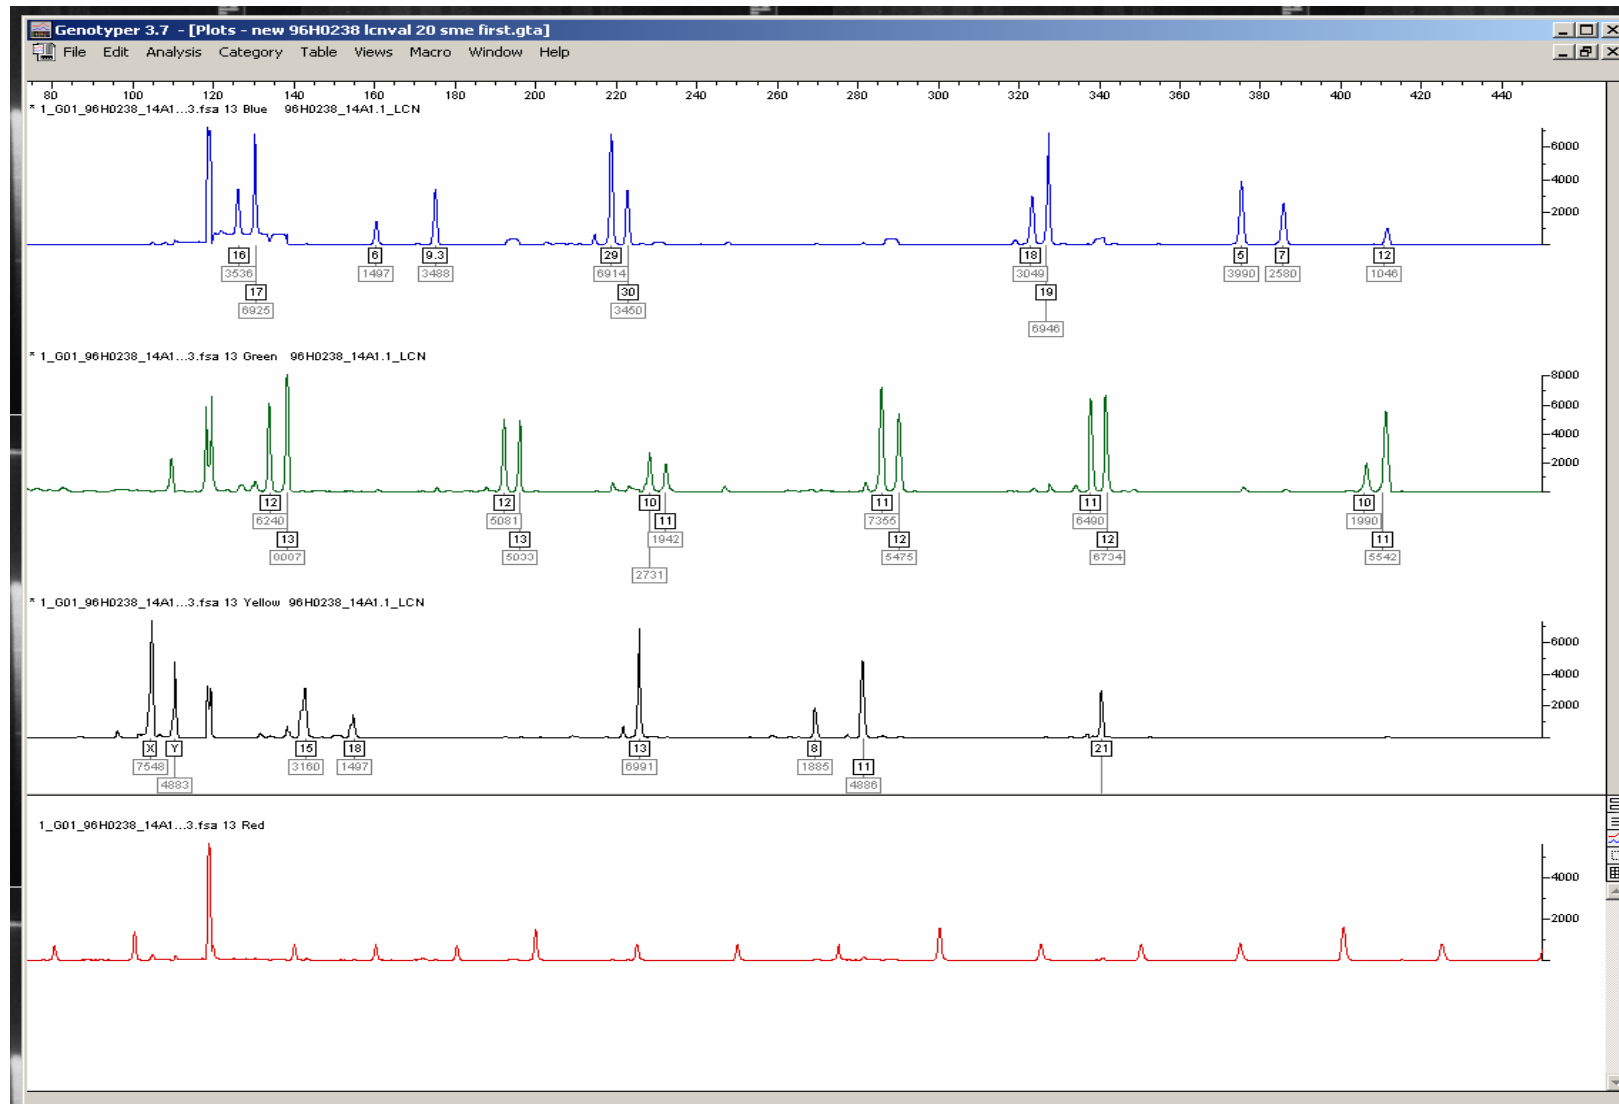 Genotyper 3.7 - [Plots - new 96H0238 lcnval 20 sme first.gta]
File Edit Analysis Category Table Views Macro Window Help
80 100 120 140 160 180 200 220 240 260 280 300 320 340 360 380 400 420 440
* 1_G01_96H0238_14A1...3.fsa 13 Blue 96H0238_14A1.1_LCN
6000
4000
2000
16 6 9.3 29 18 5 7 12
3536 1497 3488 6914 3049 3990 2580 1046
17 30 19
6925 3450
6946
* 1_G01_96H0238_14A1...3.fsa 13 Green 96H0238_14A1.1_LCN
8000
6000
4000
2000
12 12 10 11 11 10
6240 5081 11 7355 6490 1990
13 13 1942 12 12 11
5475 6734 5542
2731
* 1_G01_96H0238_14A1...3.fsa 13 Yellow 96H0238_14A1.1_LCN
6000
4000
2000
X Y 15 18 13 8 21
7548 3160 1497 6991 1885 11
4883 4886
1_G01_96H0238_14A1...3.fsa 13 Red
4000
2000